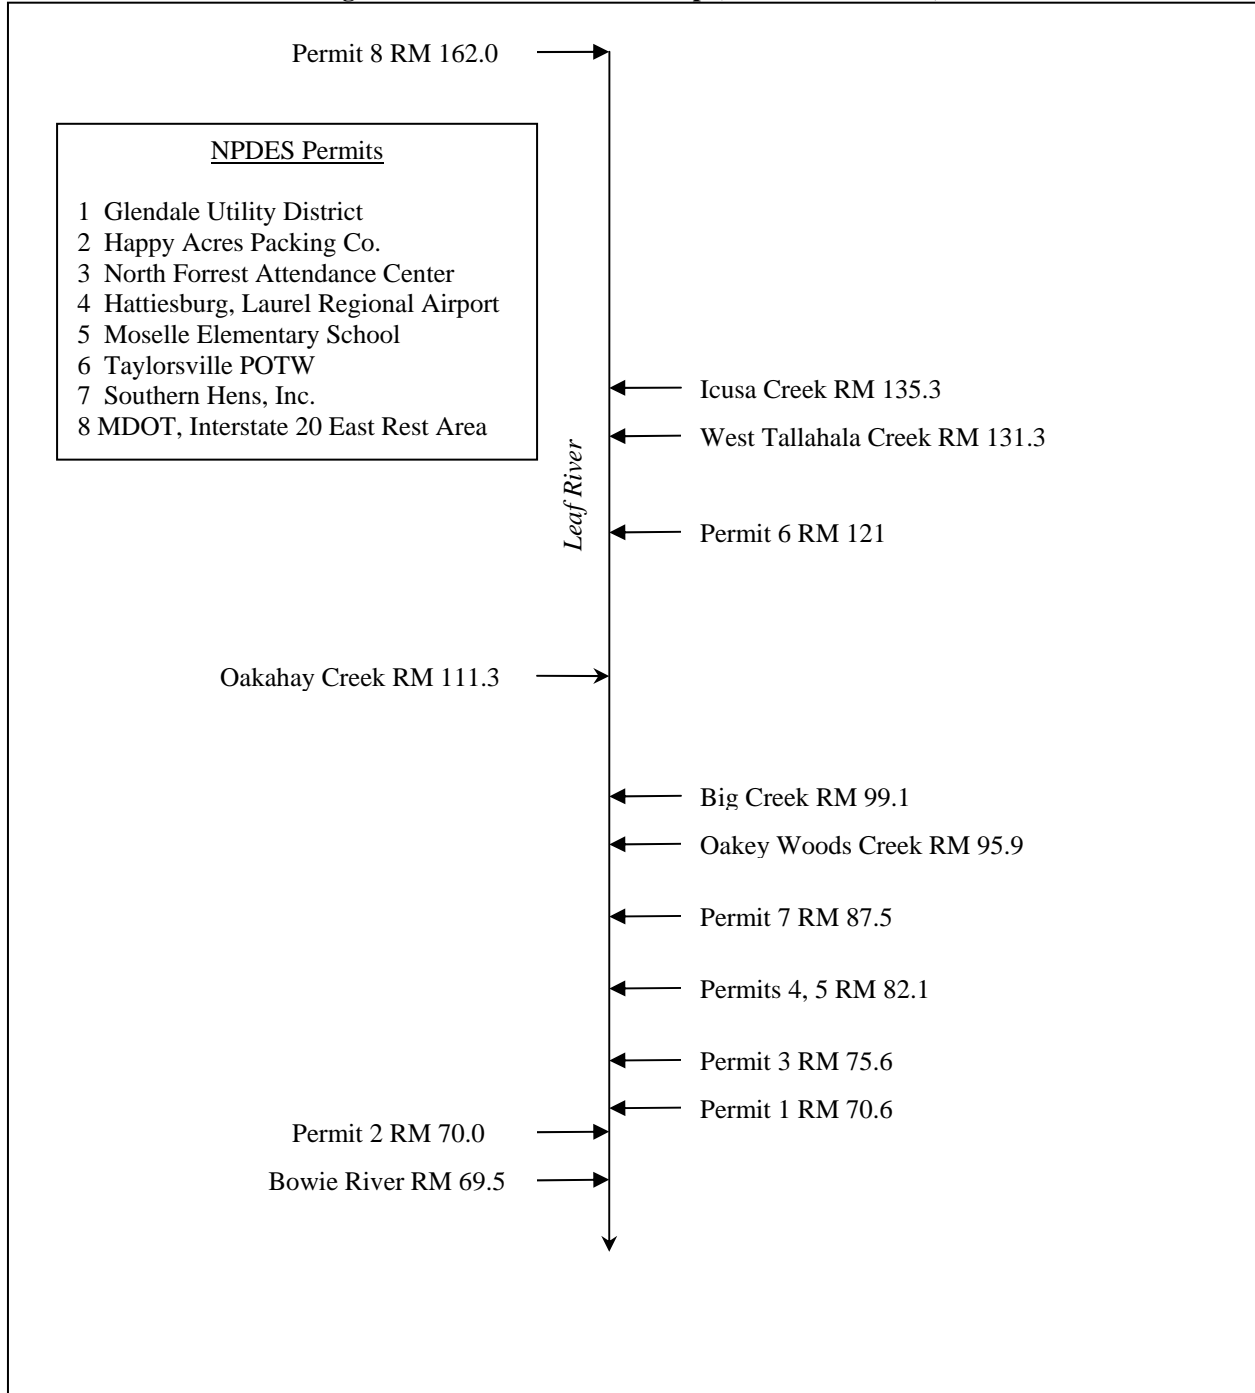 Permit 8 RM 162.0
NPDES Permits
1 Glendale Utility District
2 Happy Acres Packing Co.
3 North Forrest Attendance Center
4 Hattiesburg, Laurel Regional Airport
5 Moselle Elementary School
6 Taylorsville POTW
7 Southern Hens, Inc.
8 MDOT, Interstate 20 East Rest Area
Icusa Creek RM 135.3
West Tallahala Creek RM 131.3
Leaf River
Permit 6 RM 121
Oakahay Creek RM 111.3
Big Creek RM 99.1
Oakey Woods Creek RM 95.9
Permit 7 RM 87.5
Permits 4, 5 RM 82.1
Permit 3 RM 75.6
Permit 1 RM 70.6
Permit 2 RM 70.0
Bowie River RM 69.5